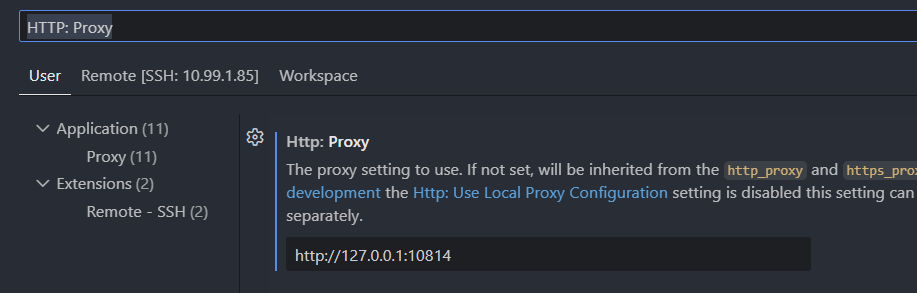 HTTP: Proxy
User Remote [SSH: 10.99.1.85] Workspace
Application (11)
Proxy (11)
Extensions (2)
Remote - SSH (2)
Http: Proxy
The proxy setting to use. If not set, will be inherited from the http_proxy and https_pro
development the Http: Use Local Proxy Configuration setting is disabled this setting can
separately.
http://127.0.0.1:10814